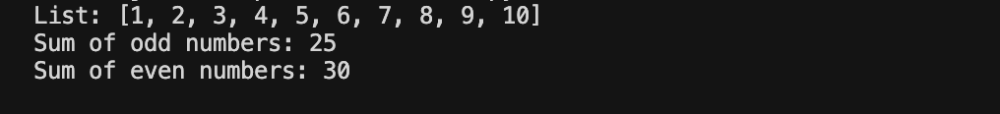 List: [1, 2, 3, 4, 5, 6, 7, 8, 9, 10]
Sum of odd numbers: 25
Sum of even numbers: 30